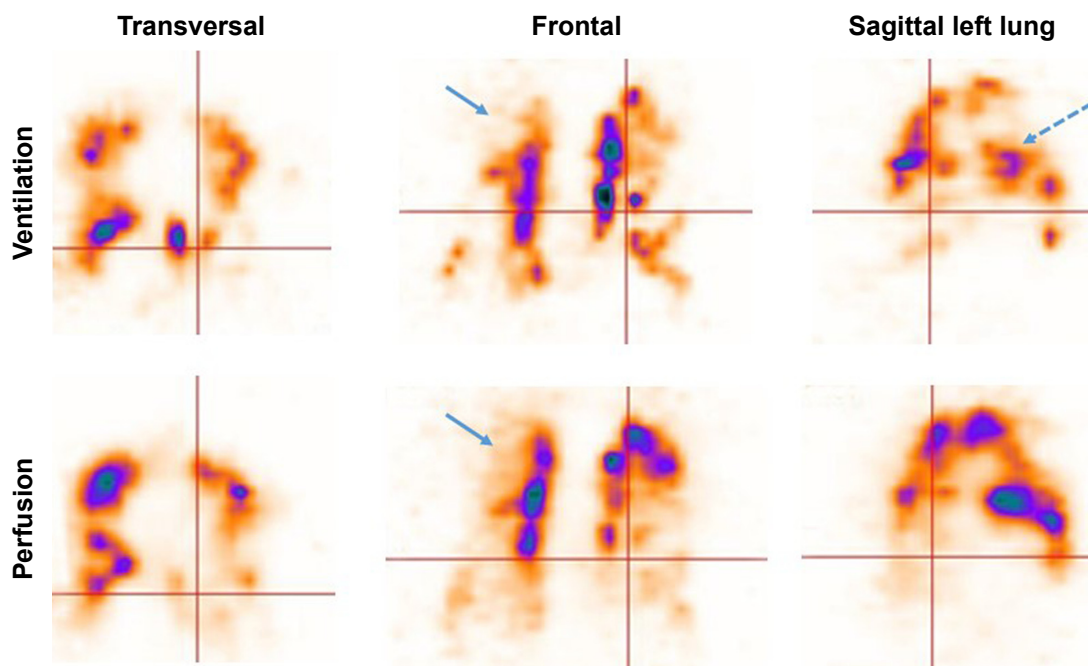 Transversal
Frontal
Sagittal left lung
Ventilation
Perfusion